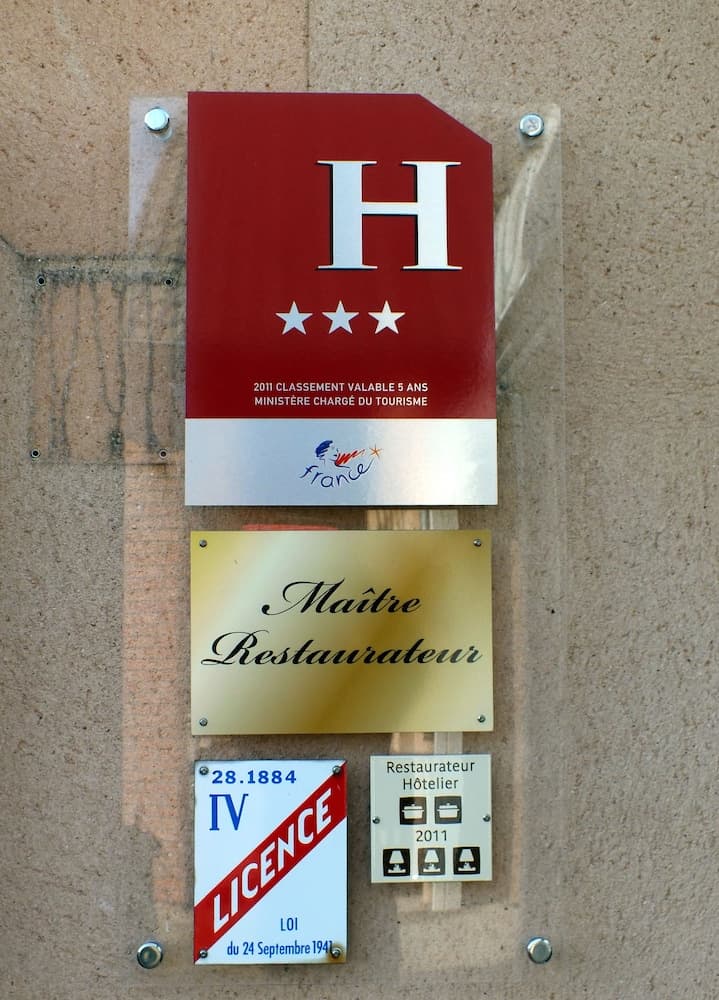 H
2011 CLASSEMENT VALABLE 5 ANS
MINISTÈRE CHARGÉ DU TOURISME
france
Maître
Restaurateur
28.1884
IV
LICENCE
LOI
du 24 Septembre 1941
Restaurateur
Hôtelier
2011